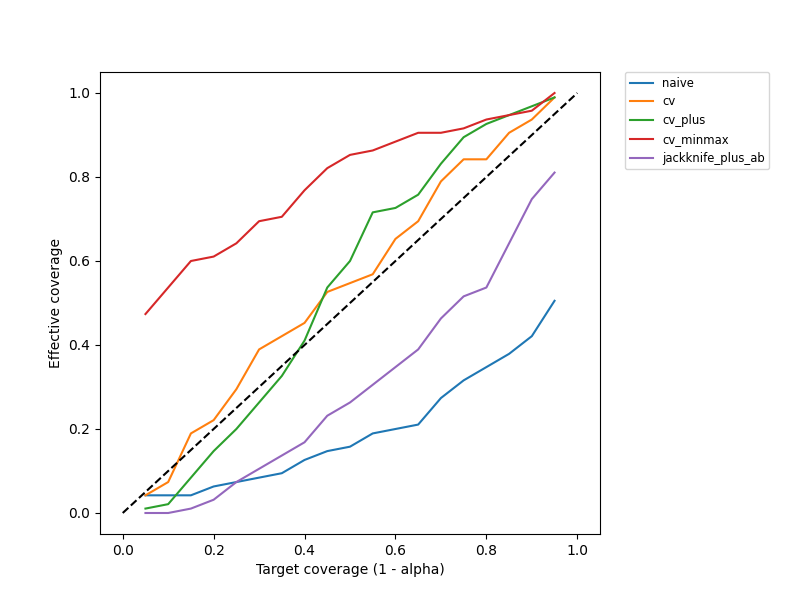 1.0
0.8
0.6
0.4
0.2
0.0
Effective coverage
0.0 0.2 0.4 0.6 0.8 1.0
Target coverage (1 - alpha)
naive
cv
cv_plus
cv_minmax
jackknife_plus_ab